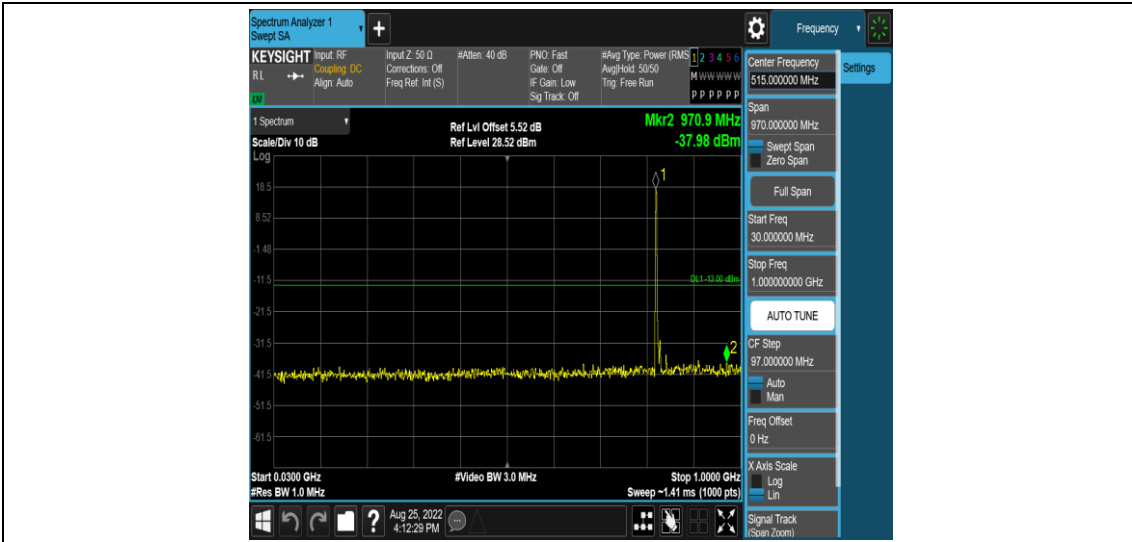 Spectrum Analyzer 1
Swept SA
Frequency
KEYSIGHT
RL
LNI
Input: RF
Coupling: DC
Align: Auto
Input Z: 50 Ω
Corrections: Off
Freq Ref: Int (S)
#Atten: 40 dB
PNO: Fast
Gate: Off
IF Gain: Low
Sig Track: Off
#Avg Type: Power (RMS
Avg|Hold: 50/50
Trig: Free Run
1 2 3 4 5 6
M W W W W W
P P P P P P
1 Spectrum
Scale/Div 10 dB
Log
Ref Lvl Offset 5.52 dB
Ref Level 28.52 dBm
Mkr2 970.9 MHz
-37.98 dBm
1
18.5
8.52
-1.48
-11.5
DL1 -13.00 dBm
-21.5
-31.5
2
-41.5
-51.5
-61.5
Start 0.0300 GHz
#Res BW 1.0 MHz
#Video BW 3.0 MHz
Stop 1.0000 GHz
Sweep ~1.41 ms (1000 pts)
Center Frequency
515.000000 MHz
Settings
Span
970.000000 MHz
Swept Span
Zero Span
Full Span
Start Freq
30.000000 MHz
Stop Freq
1.000000000 GHz
AUTO TUNE
CF Step
97.000000 MHz
Auto
Man
Freq Offset
0 Hz
X Axis Scale
Log
Lin
Signal Track
(Span Zoom)
?
Aug 25, 2022
4:12:29 PM